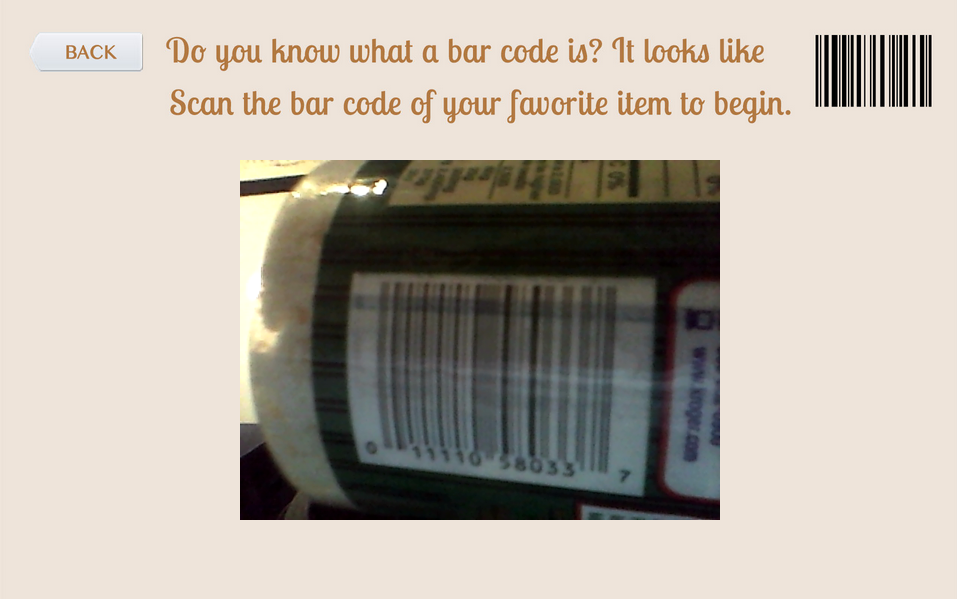 BACK
Do you know what a bar code is? It looks like
Scan the bar code of your favorite item to begin.
0%
0 11110 58033 7
www.kroger.com